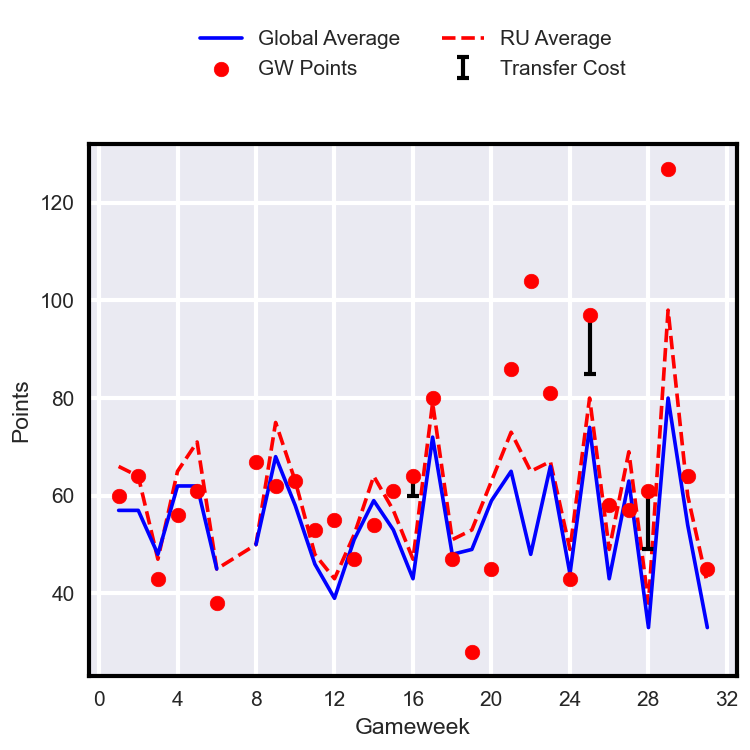 Global Average RU Average
GW Points Transfer Cost
120
100
80
60
40
Points
0 4 8 12 16 20 24 28 32
Gameweek